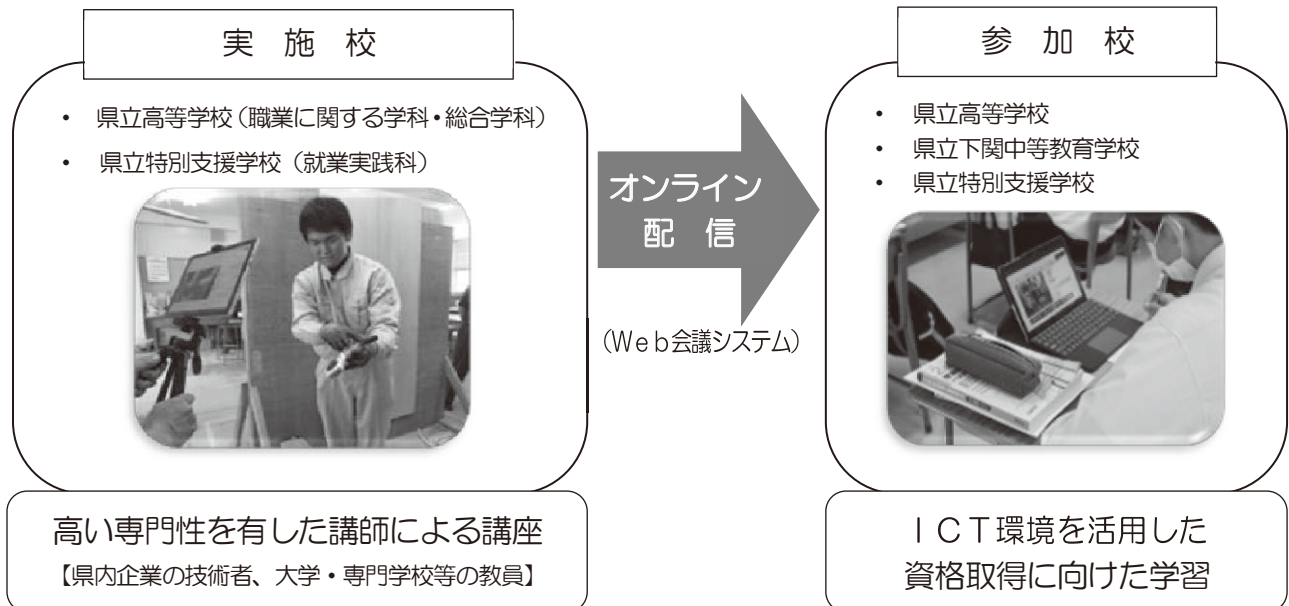 実 施 校
・ 県立高等学校（職業に関する学科・総合学科）
・ 県立特別支援学校（就業実践科）
高い専門性を有した講師による講座
【県内企業の技術者、大学・専門学校等の教員】
オンライン
配 信
（Ｗｅｂ会議システム）
参 加 校
・ 県立高等学校
・ 県立下関中等教育学校
・ 県立特別支援学校
ＩＣＴ環境を活用した
資格取得に向けた学習